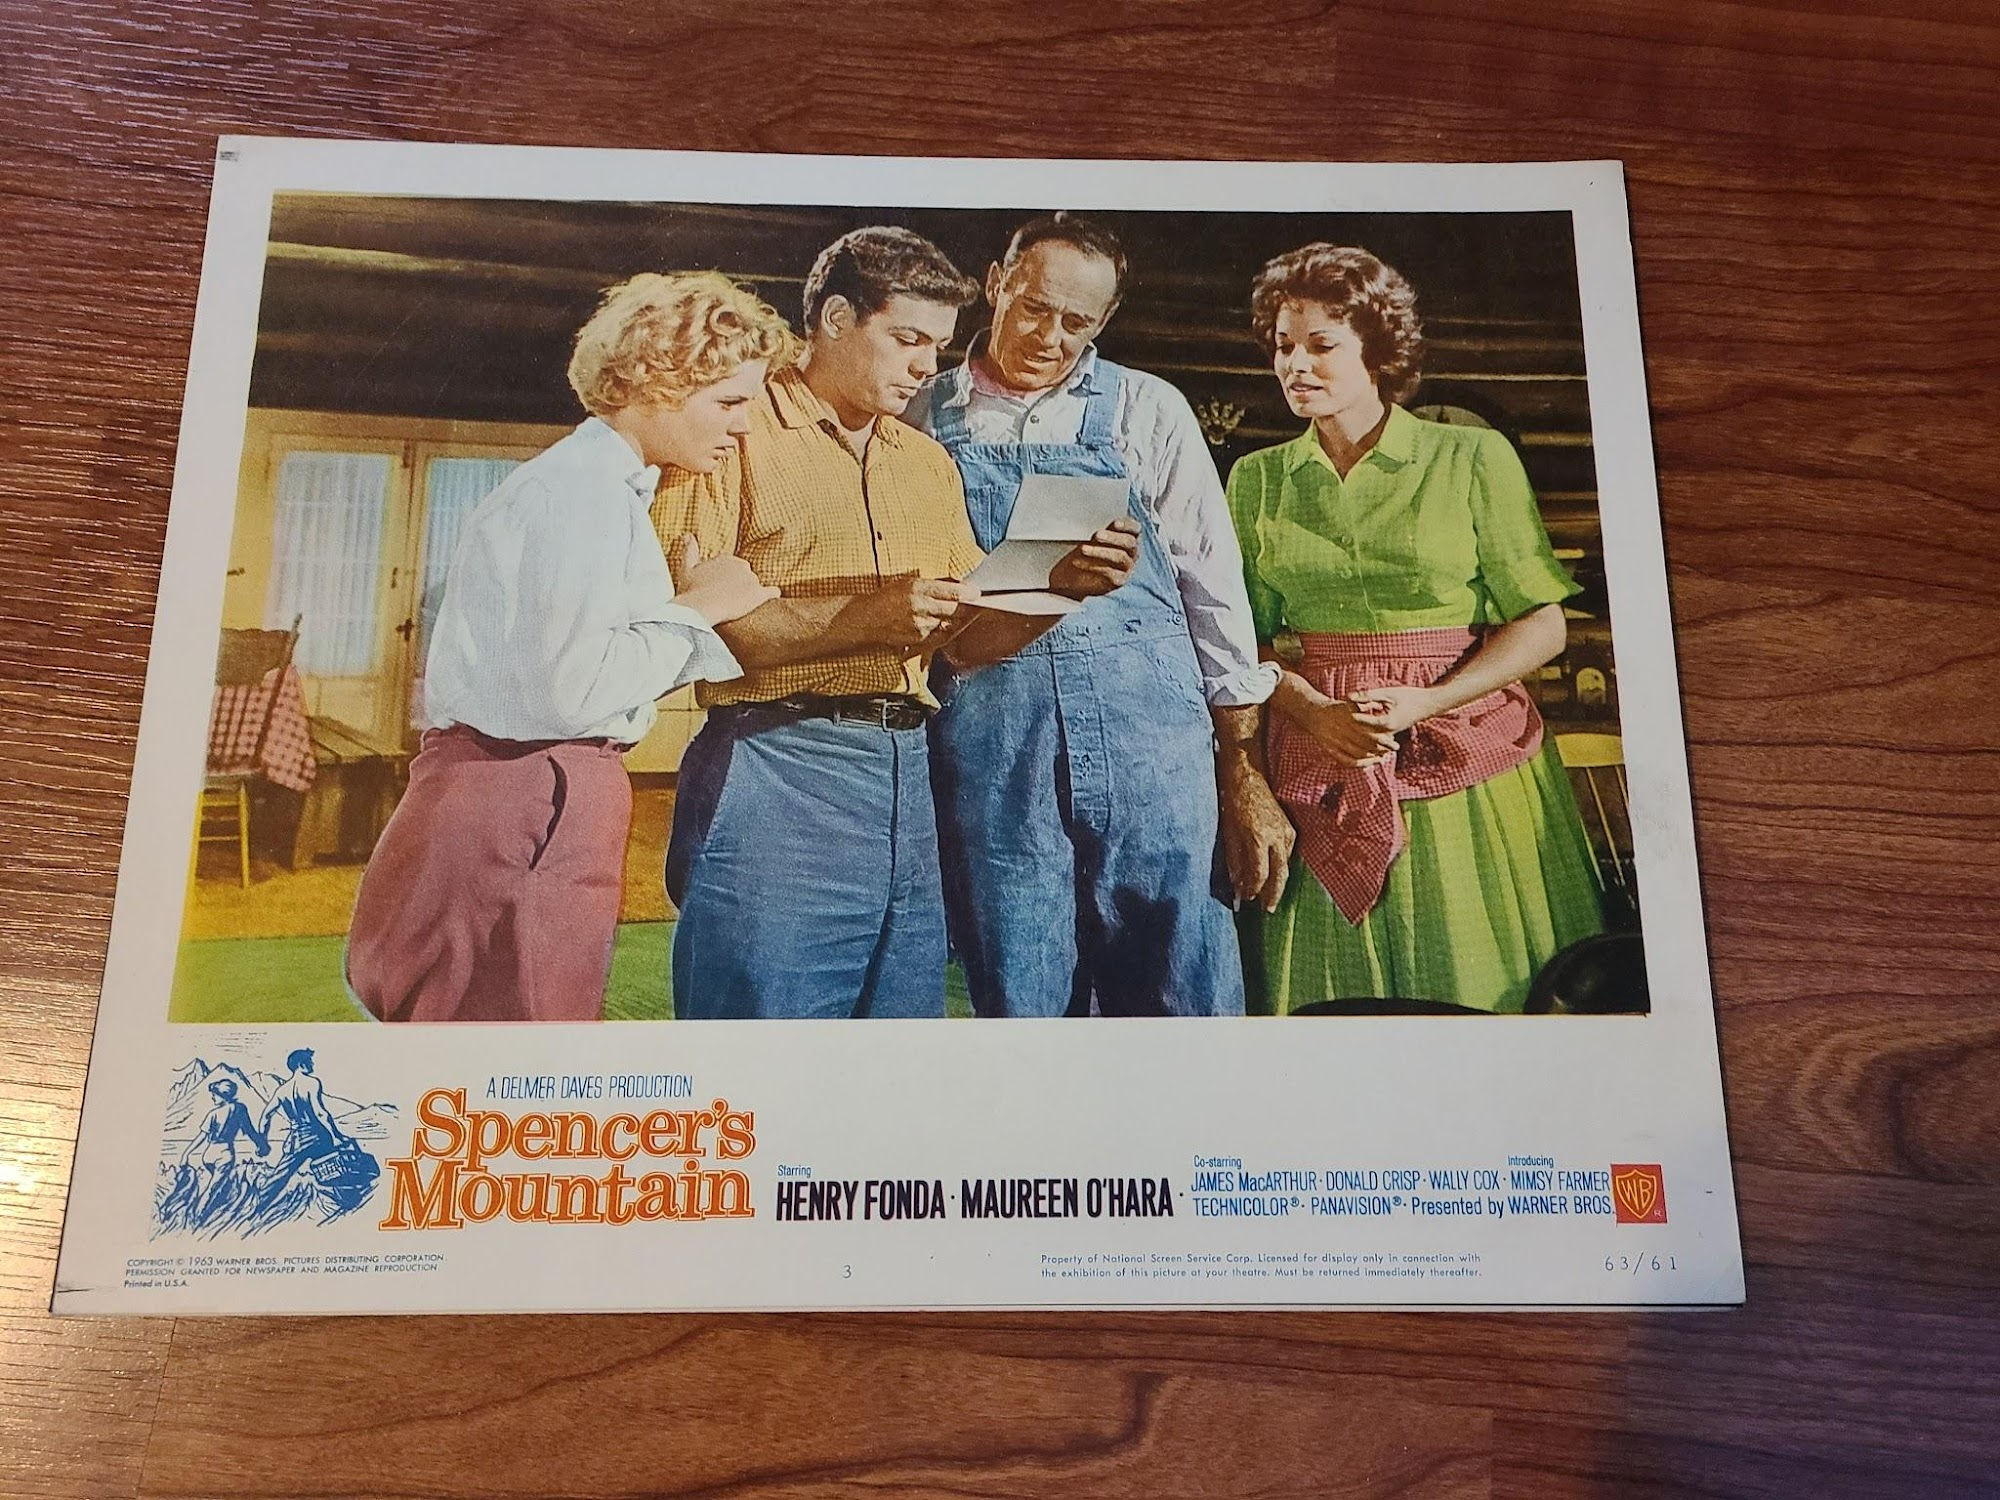 A DELMER DAVES PRODUCTION
Spencer's
Mountain
Starring
HENRY FONDA · MAUREEN O'HARA ·
Co-starring Introducing
JAMES MacARTHUR · DONALD CRISP · WALLY COX · MIMSY FARMER
TECHNICOLOR® · PANAVISION® · Presented by WARNER BROS.
WB
R
COPYRIGHT © 1963 WARNER BROS. PICTURES DISTRIBUTING CORPORATION
PERMISSION GRANTED FOR NEWSPAPER AND MAGAZINE REPRODUCTION
Printed in U.S.A.
3
Property of National Screen Service Corp. Licensed for display only in connection with
the exhibition of this picture at your theatre. Must be returned immediately thereafter.
63/61